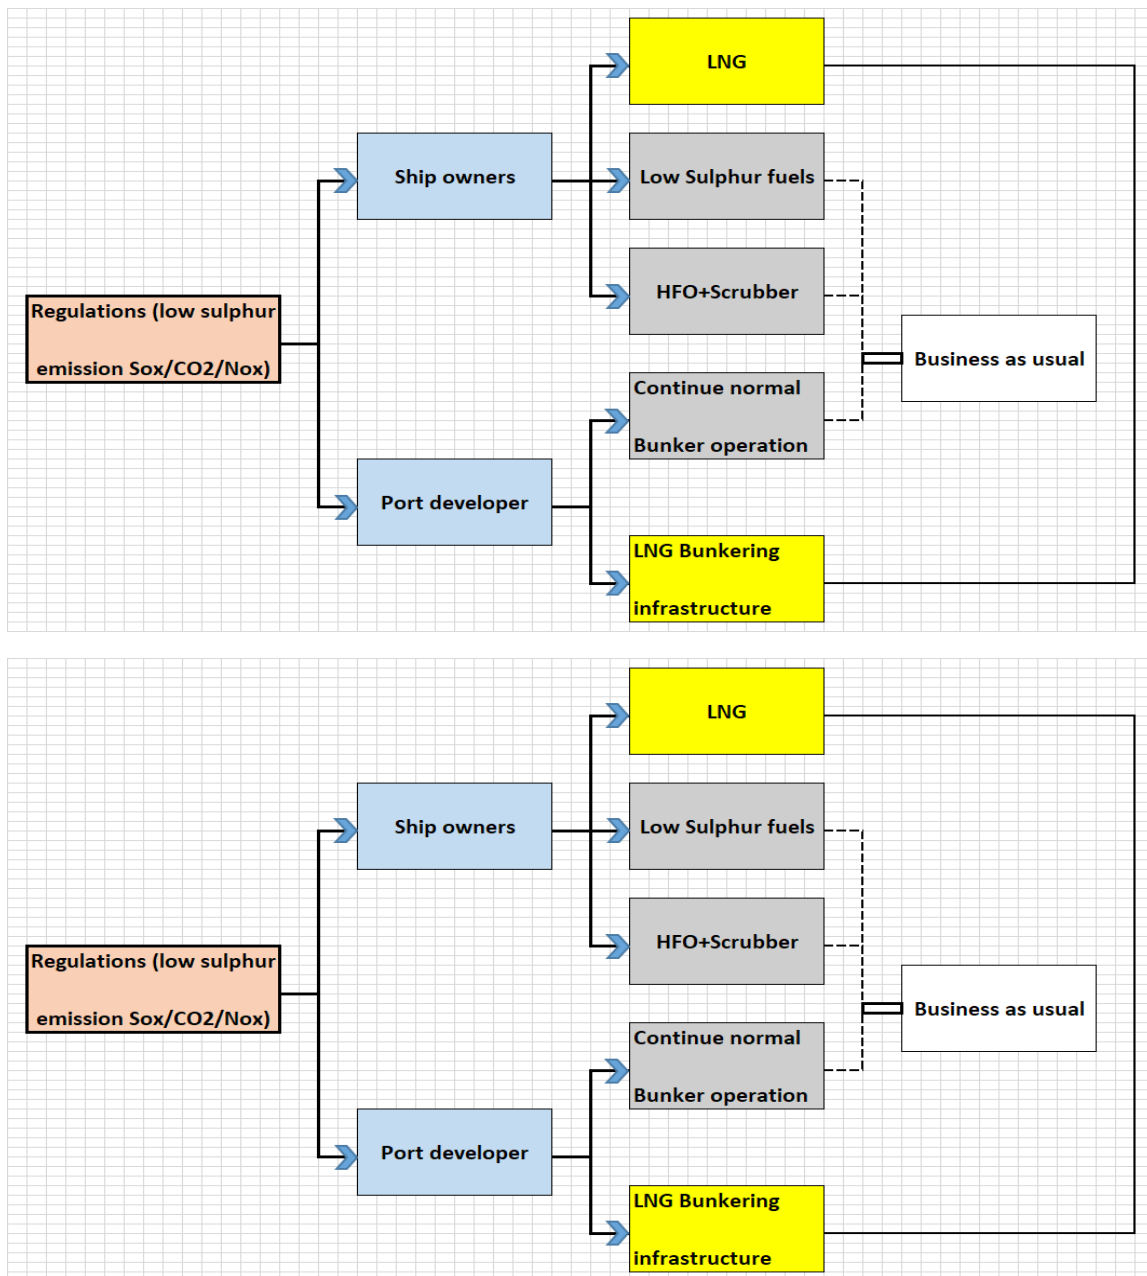 LNG
Ship owners
Low Sulphur fuels
HFO+Scrubber
Regulations (low sulphur
emission Sox/CO2/Nox)
Business as usual
Continue normal
Bunker operation
Port developer
LNG Bunkering
infrastructure
LNG
Ship owners
Low Sulphur fuels
HFO+Scrubber
Regulations (low sulphur
emission Sox/CO2/Nox)
Business as usual
Continue normal
Bunker operation
Port developer
LNG Bunkering
infrastructure